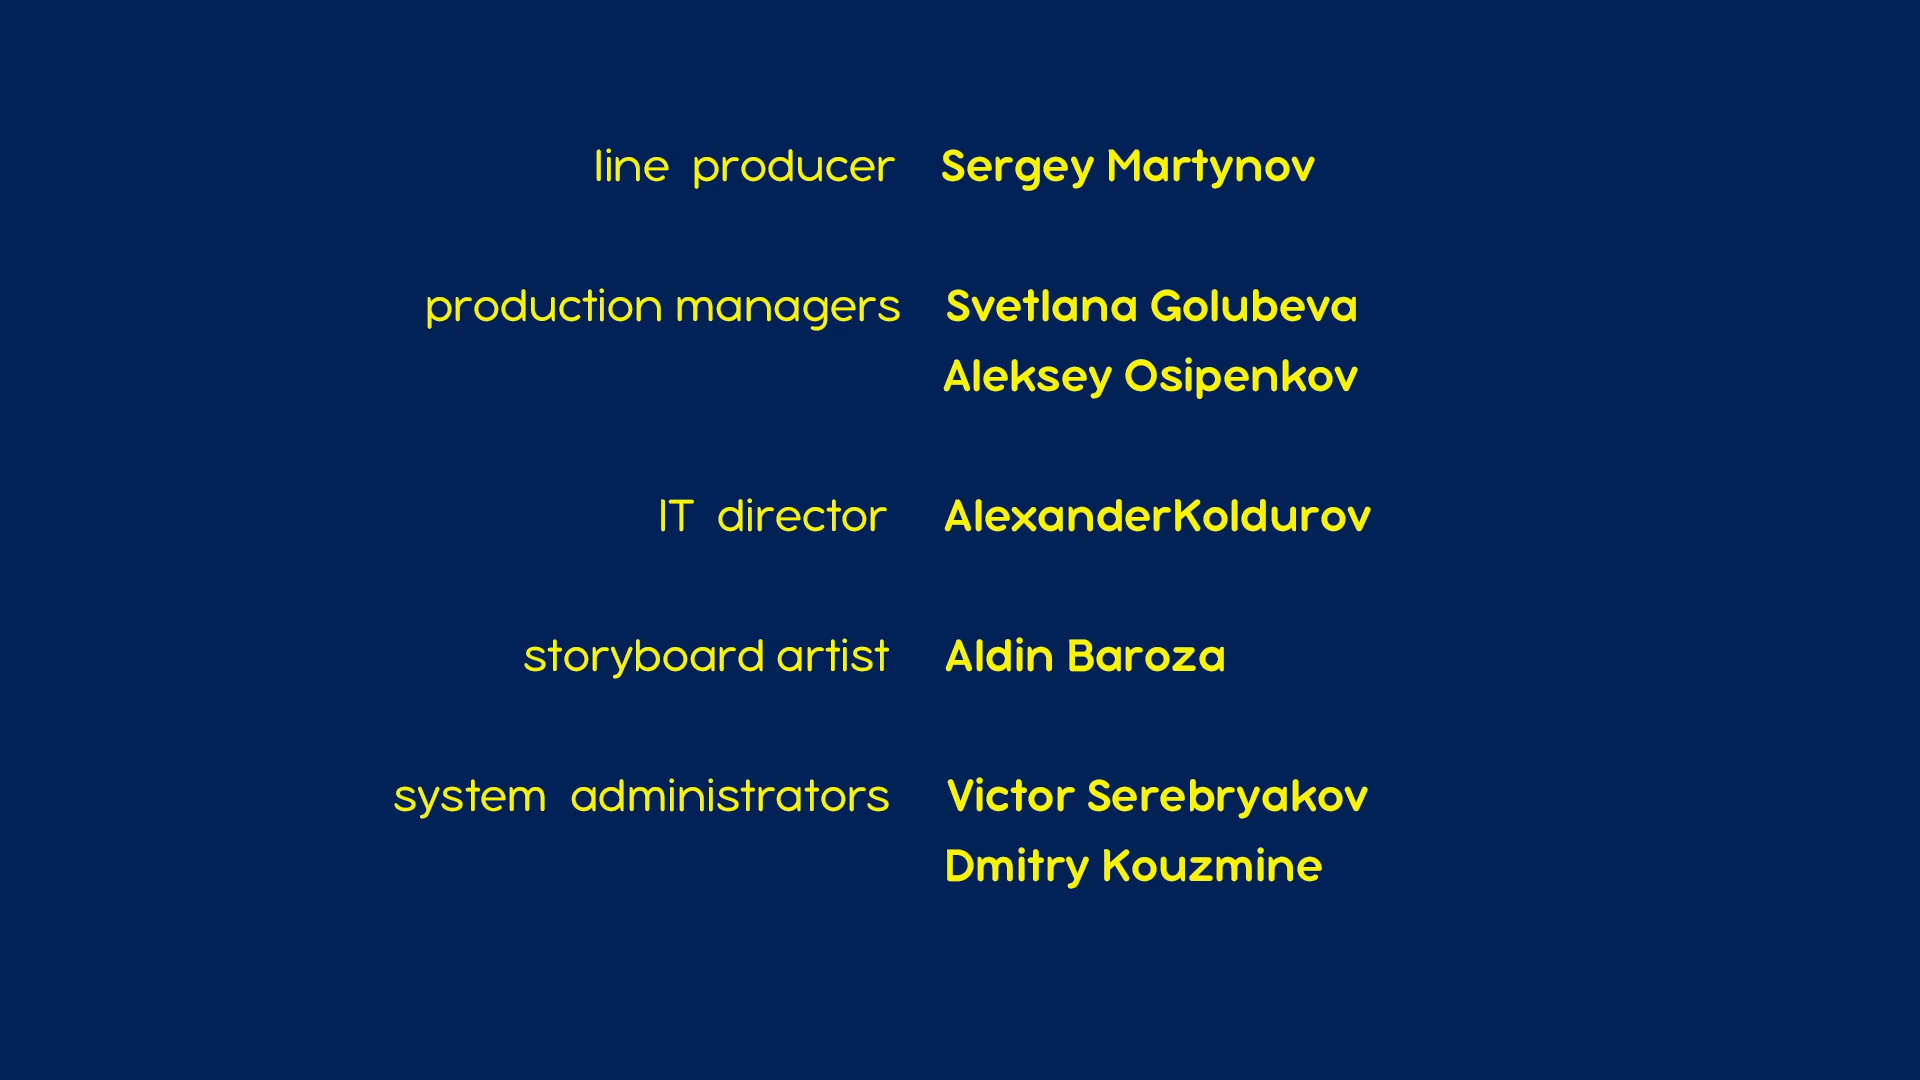 line producer Sergey Martynov
production managers Svetlana Golubeva
Aleksey Osipenkov
IT director AlexanderKoldurov
storyboard artist Aldin Baroza
system administrators Victor Serebryakov
Dmitry Kouzmine